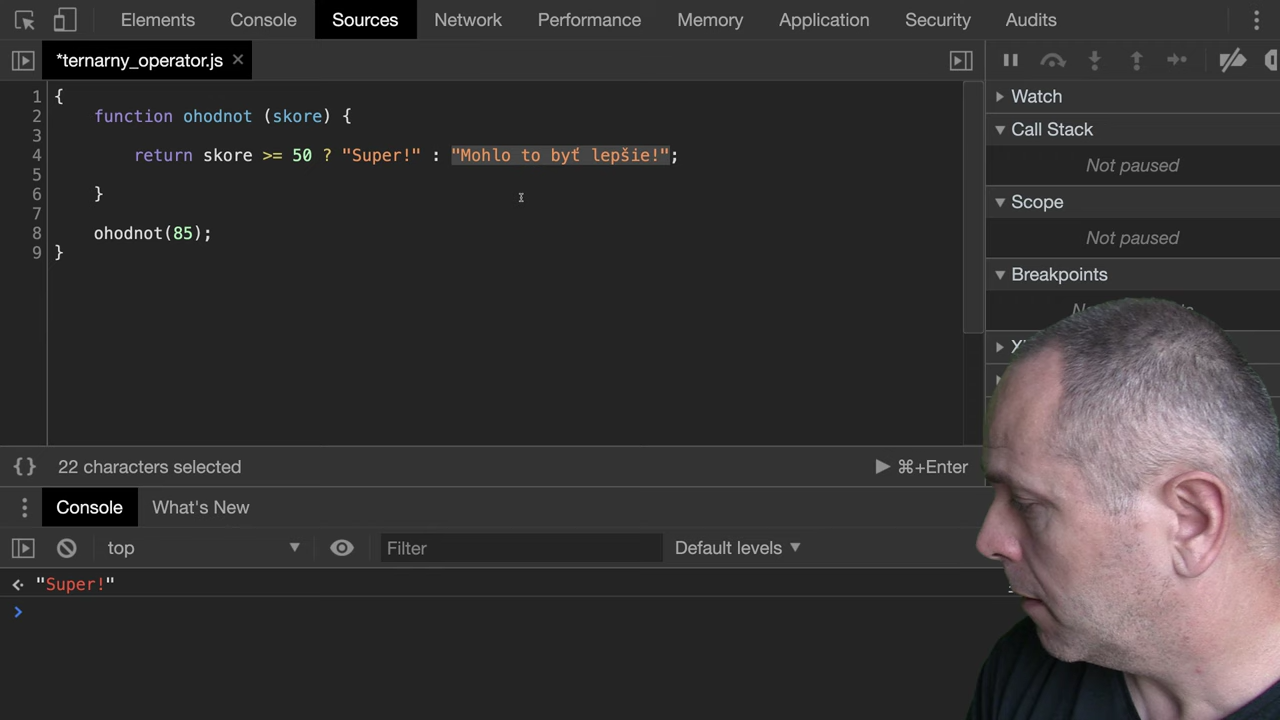 Elements Console Sources Network Performance Memory Application Security Audits
*ternarny_operator.js
1 {
2 function ohodnot (skore) {
3
4 return skore >= 50 ? "Super!" : "Mohlo to byť lepšie!";
5
6 }
7
8 ohodnot(85);
9 }
Watch
Call Stack
Not paused
Scope
Not paused
Breakpoints
{} 22 characters selected
⌘+Enter
Console What's New
top Filter Default levels
"Super!"